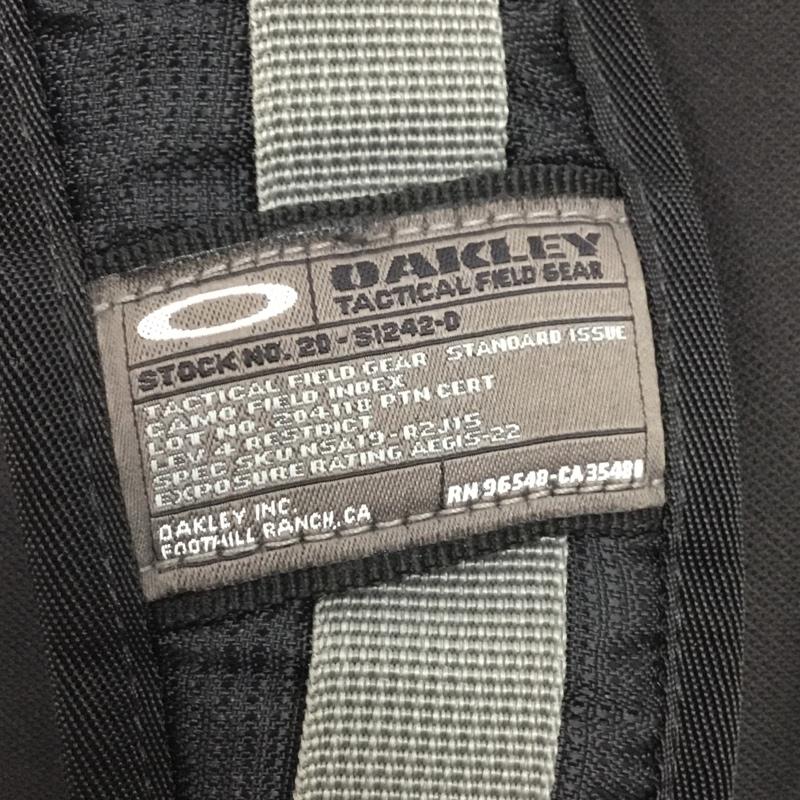 OAKLEY
TACTICAL FIELD GEAR
STOCK NO. 20 - S1242-D
TACTICAL FIELD GEAR STANDARD ISSUE
CAMO FIELD INDEX
LOT NO. 204118 PTN CERT
LEV 4 RESTRICT
SPEC SKU NSA19-R2J15
EXPOSURE RATING AEGIS-22
RN 96548-CA35481
OAKLEY INC.
FOOTHILL RANCH, CA